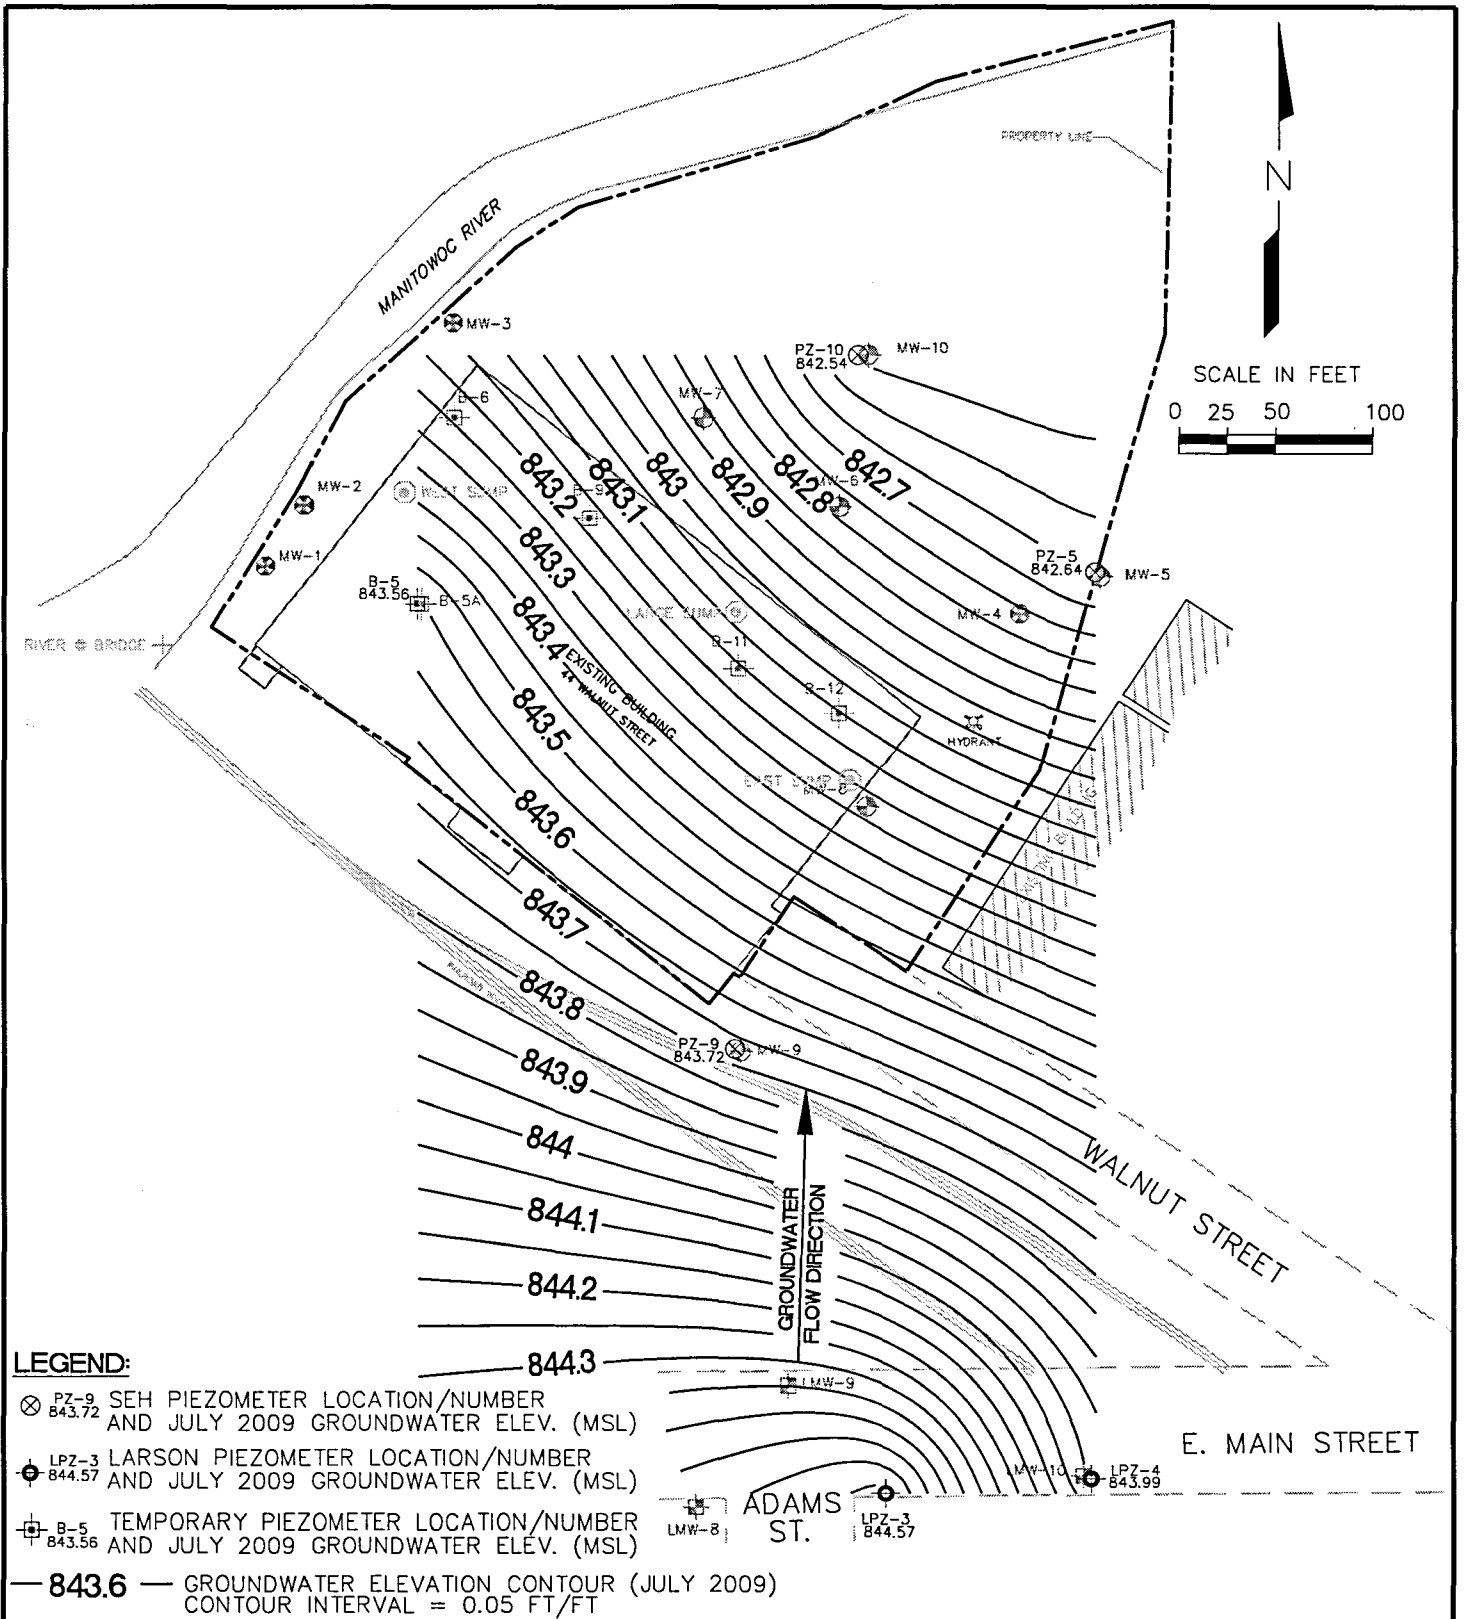 PROPERTY LINE
N
MANITOWOC RIVER
MW-3
PZ-10
842.54
MW-10
SCALE IN FEET
0 25 50 100
MW-7
B-6
843.2
843.1
843
842.9
842.8
842.7
MW-6
B-9
MW-2
WEST SUMP
MW-1
843.3
PZ-5
842.64
MW-5
B-5
843.56
B-5A
843.4
LARGE SUMP
MW-4
RIVER @ BRIDGE
B-11
EXISTING BUILDING
44 WALNUT STREET
B-12
843.5
HYDRANT
EAST SUMP
MW-8
843.6
843.7
843.8
PZ-9
843.72
MW-9
843.9
844
WALNUT STREET
844.1
GROUNDWATER
FLOW DIRECTION
844.2
844.3
LMW-9
E. MAIN STREET
LMW-10
LPZ-4
843.99
LMW-8
ADAMS
ST.
LPZ-3
844.57
LEGEND:
PZ-9
843.72
SEH PIEZOMETER LOCATION/NUMBER
AND JULY 2009 GROUNDWATER ELEV. (MSL)
LPZ-3
844.57
LARSON PIEZOMETER LOCATION/NUMBER
AND JULY 2009 GROUNDWATER ELEV. (MSL)
B-5
843.56
TEMPORARY PIEZOMETER LOCATION/NUMBER
AND JULY 2009 GROUNDWATER ELEV. (MSL)
843.6
GROUNDWATER ELEVATION CONTOUR (JULY 2009)
CONTOUR INTERVAL = 0.05 FT/FT